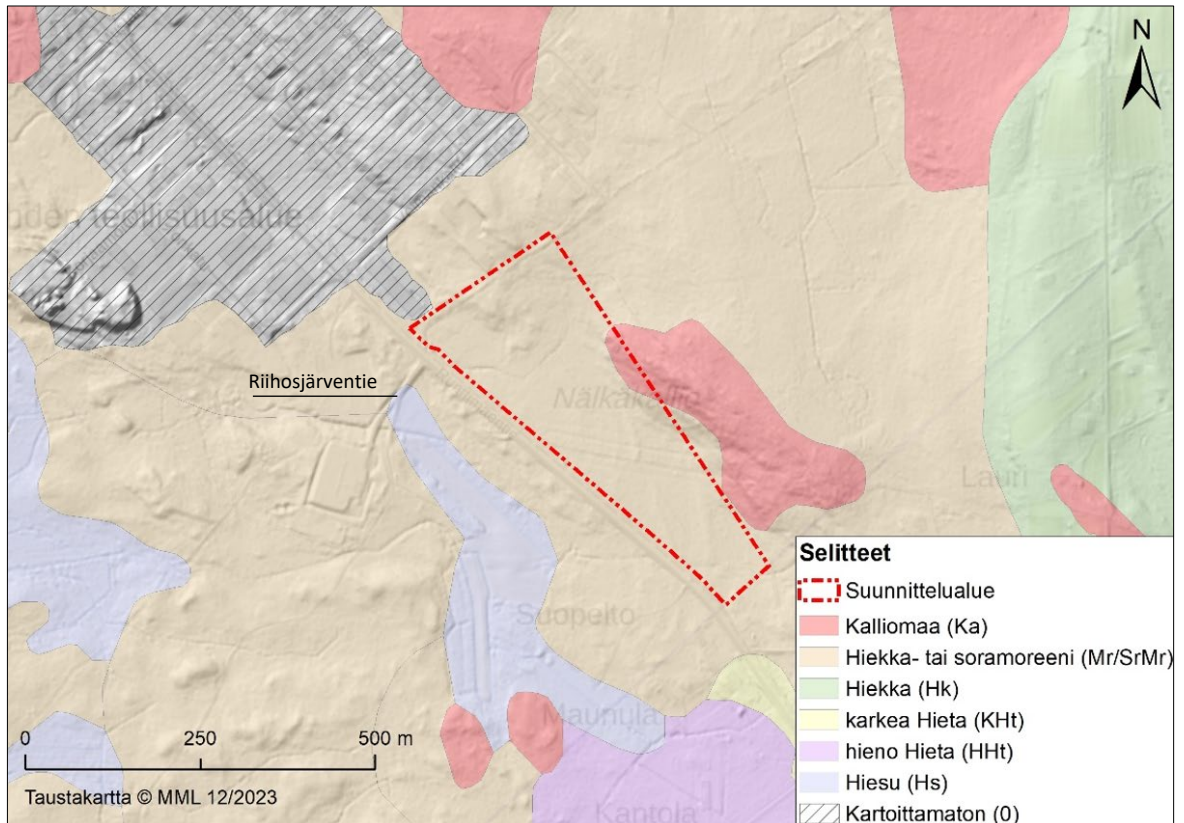 N
teollisuusalue
Riihosjärventie
Nälkäkallio
Lauri
Suopelto
Maunula
Kantola
0 250 500 m
Taustakartta © MML 12/2023
Selitteet
Suunnittelualue
Kalliomaa (Ka)
Hiekka- tai soramoreeni (Mr/SrMr)
Hiekka (Hk)
karkea Hieta (KHt)
hieno Hieta (HHt)
Hiesu (Hs)
Kartoittamaton (0)